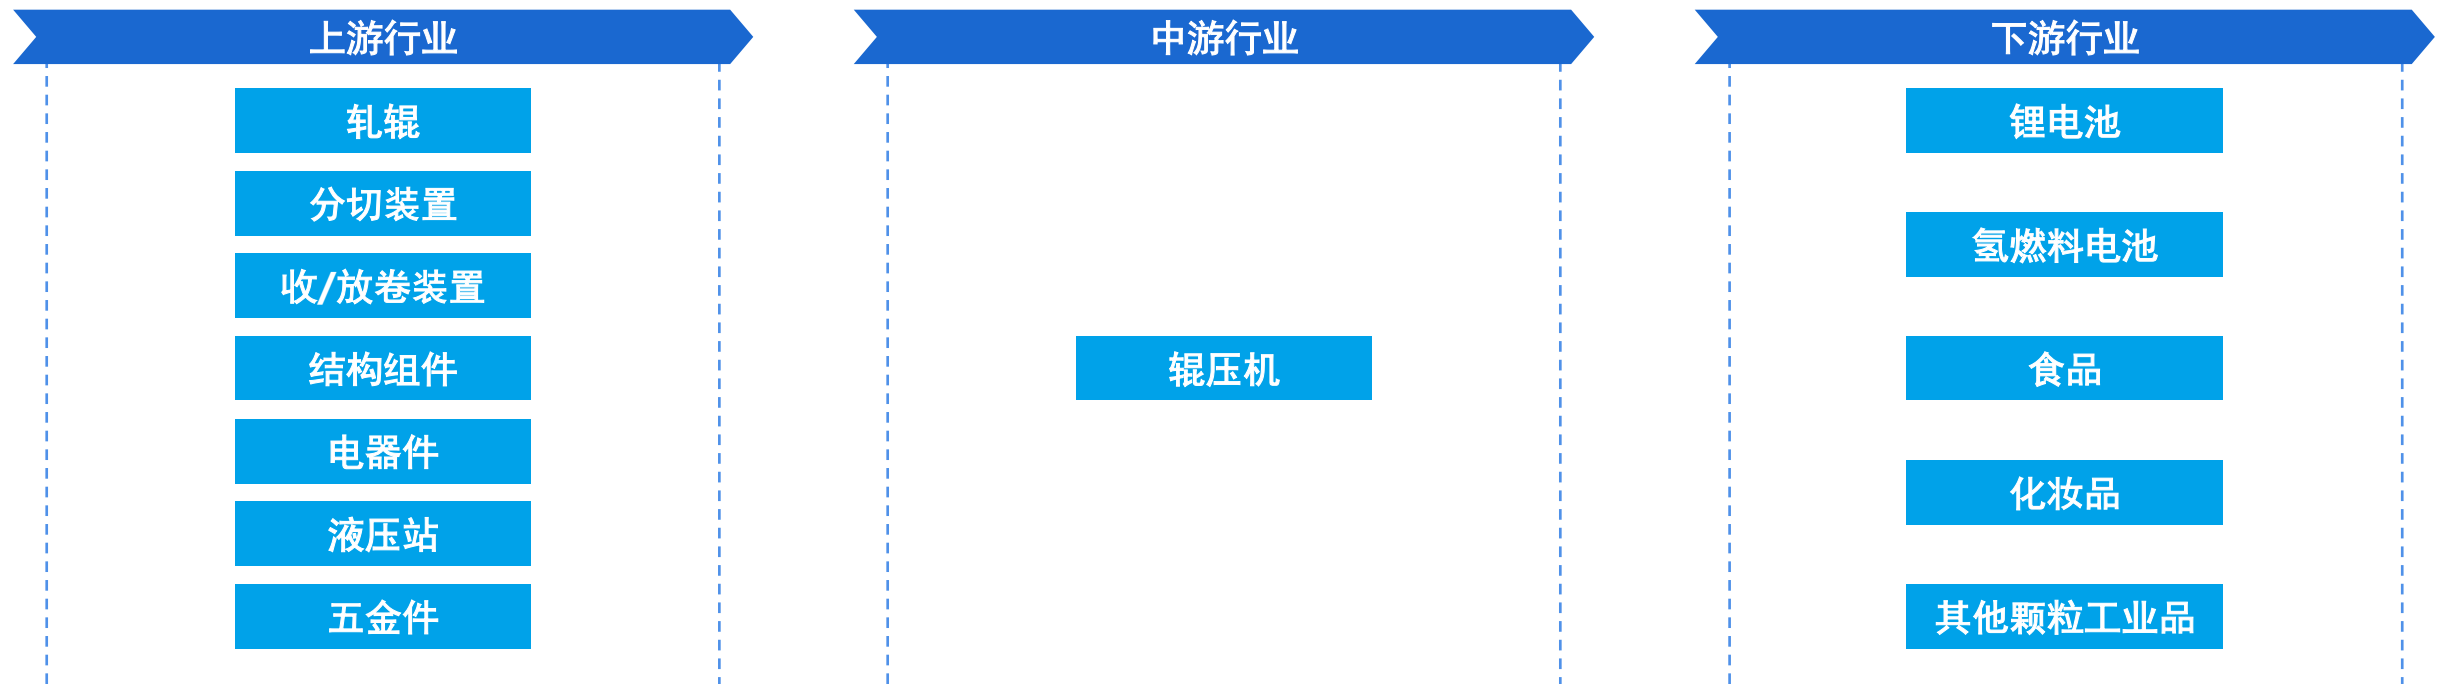 上游行业
轧辊
分切装置
收/放卷装置
结构组件
电器件
液压站
五金件
中游行业
辊压机
下游行业
锂电池
氢燃料电池
食品
化妆品
其他颗粒工业品